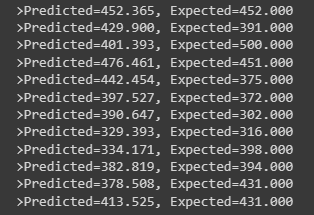 >Predicted=452.365, Expected=452.000
>Predicted=429.900, Expected=391.000
>Predicted=401.393, Expected=500.000
>Predicted=476.461, Expected=451.000
>Predicted=442.454, Expected=375.000
>Predicted=397.527, Expected=372.000
>Predicted=390.647, Expected=302.000
>Predicted=329.393, Expected=316.000
>Predicted=334.171, Expected=398.000
>Predicted=382.819, Expected=394.000
>Predicted=378.508, Expected=431.000
>Predicted=413.525, Expected=431.000